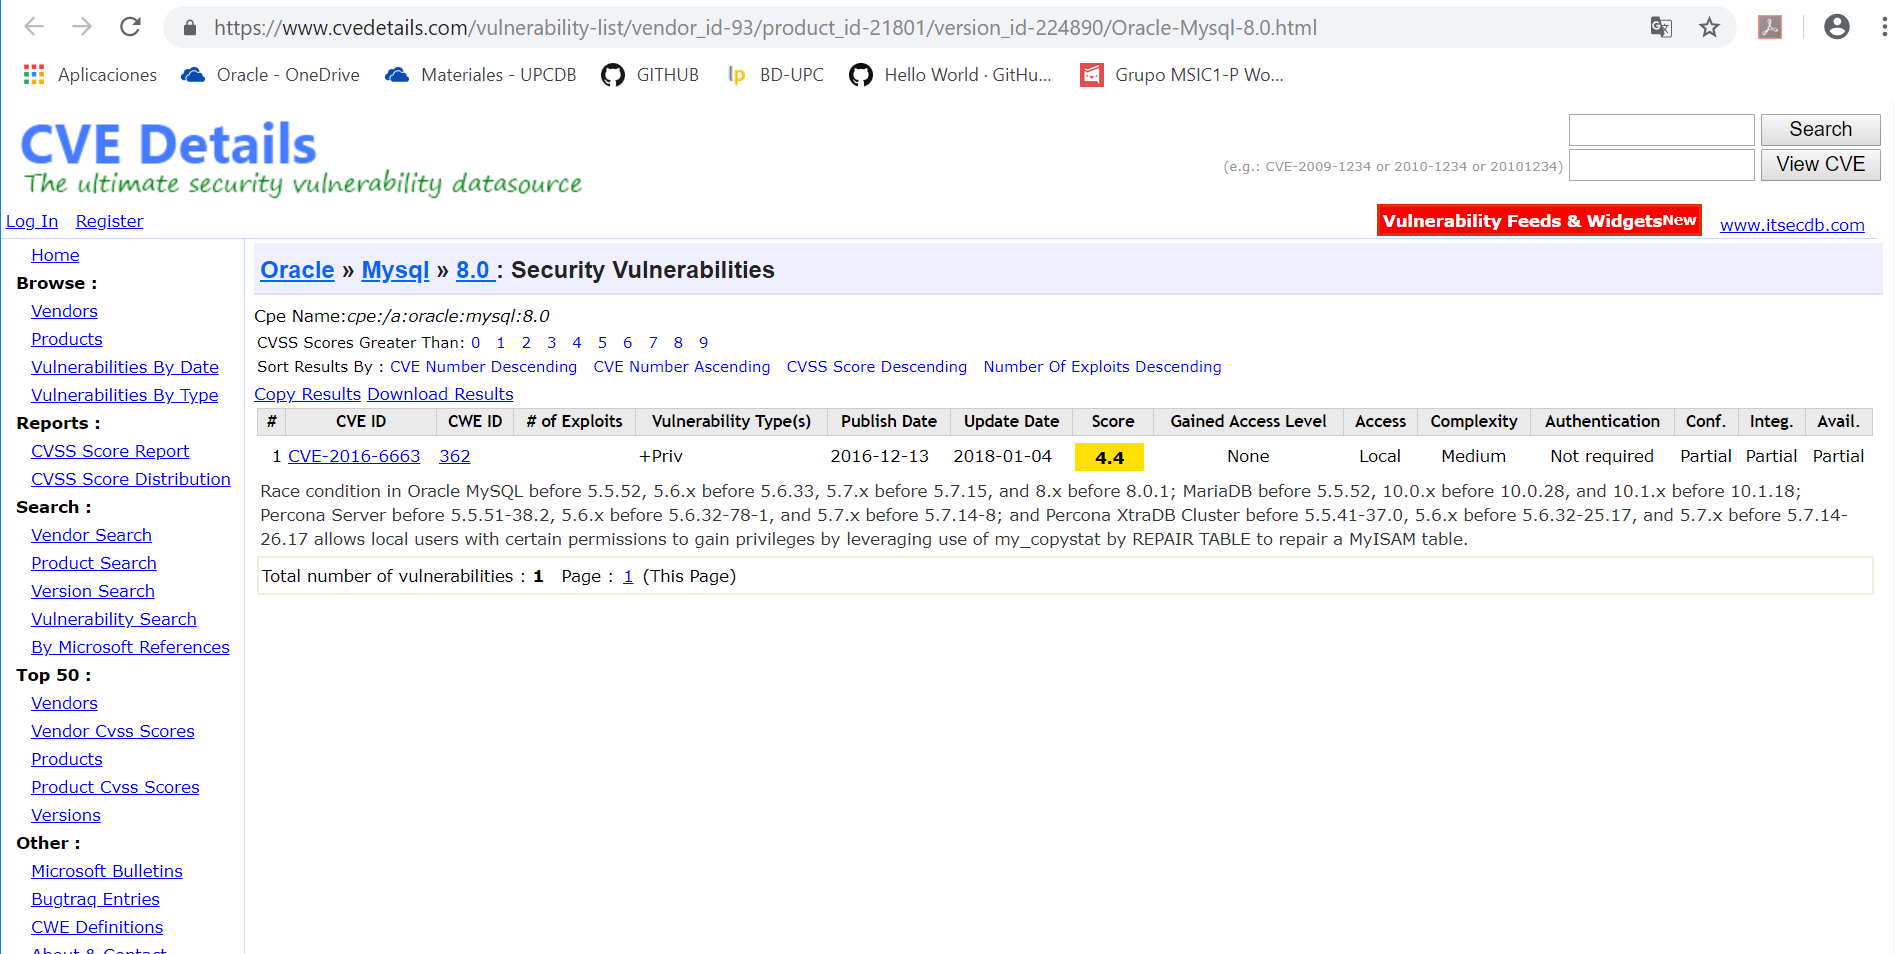 https://www.cvedetails.com/vulnerability-list/vendor_id-93/product_id-21801/version_id-224890/Oracle-Mysql-8.0.html
Aplicaciones Oracle - OneDrive Materiales - UPCDB GITHUB lp BD-UPC Hello World · GitHu... Grupo MSIC1-P Wo...
CVE Details
The ultimate security vulnerability datasource
Search
(e.g.: CVE-2009-1234 or 2010-1234 or 20101234) View CVE
Log In Register
Vulnerability Feeds & WidgetsNew www.itsecdb.com
Home
Browse :
Vendors
Products
Vulnerabilities By Date
Vulnerabilities By Type
Reports :
CVSS Score Report
CVSS Score Distribution
Search :
Vendor Search
Product Search
Version Search
Vulnerability Search
By Microsoft References
Top 50 :
Vendors
Vendor Cvss Scores
Products
Product Cvss Scores
Versions
Other :
Microsoft Bulletins
Bugtraq Entries
CWE Definitions
About & Contact
Oracle » Mysql » 8.0 : Security Vulnerabilities
Cpe Name:cpe:/a:oracle:mysql:8.0
CVSS Scores Greater Than: 0 1 2 3 4 5 6 7 8 9
Sort Results By : CVE Number Descending CVE Number Ascending CVSS Score Descending Number Of Exploits Descending
Copy Results Download Results
# CVE ID CWE ID # of Exploits Vulnerability Type(s) Publish Date Update Date Score Gained Access Level Access Complexity Authentication Conf. Integ. Avail.
1 CVE-2016-6663 362 +Priv 2016-12-13 2018-01-04 4.4 None Local Medium Not required Partial Partial Partial
Race condition in Oracle MySQL before 5.5.52, 5.6.x before 5.6.33, 5.7.x before 5.7.15, and 8.x before 8.0.1; MariaDB before 5.5.52, 10.0.x before 10.0.28, and 10.1.x before 10.1.18;
Percona Server before 5.5.51-38.2, 5.6.x before 5.6.32-78-1, and 5.7.x before 5.7.14-8; and Percona XtraDB Cluster before 5.5.41-37.0, 5.6.x before 5.6.32-25.17, and 5.7.x before 5.7.14-
26.17 allows local users with certain permissions to gain privileges by leveraging use of my_copystat by REPAIR TABLE to repair a MyISAM table.
Total number of vulnerabilities : 1 Page : 1 (This Page)